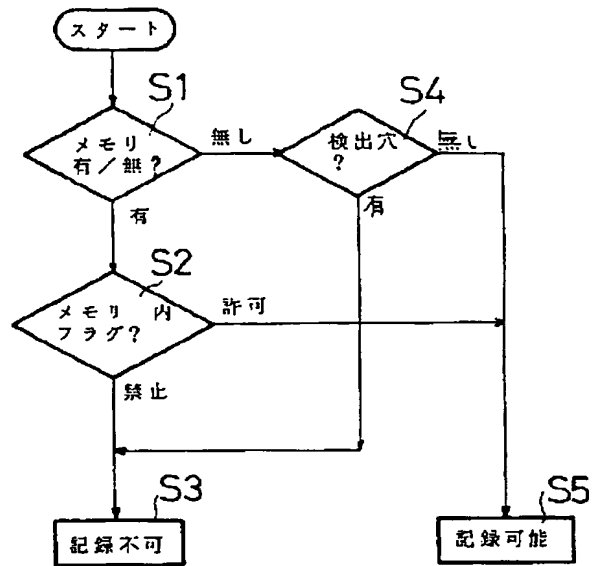 スタート
S1
メモリ
有/無?
無し
S4
検出穴
?
無し
有
有
S2
メモリ 内
フラグ?
許可
禁止
S3
記録不可
S5
記録可能